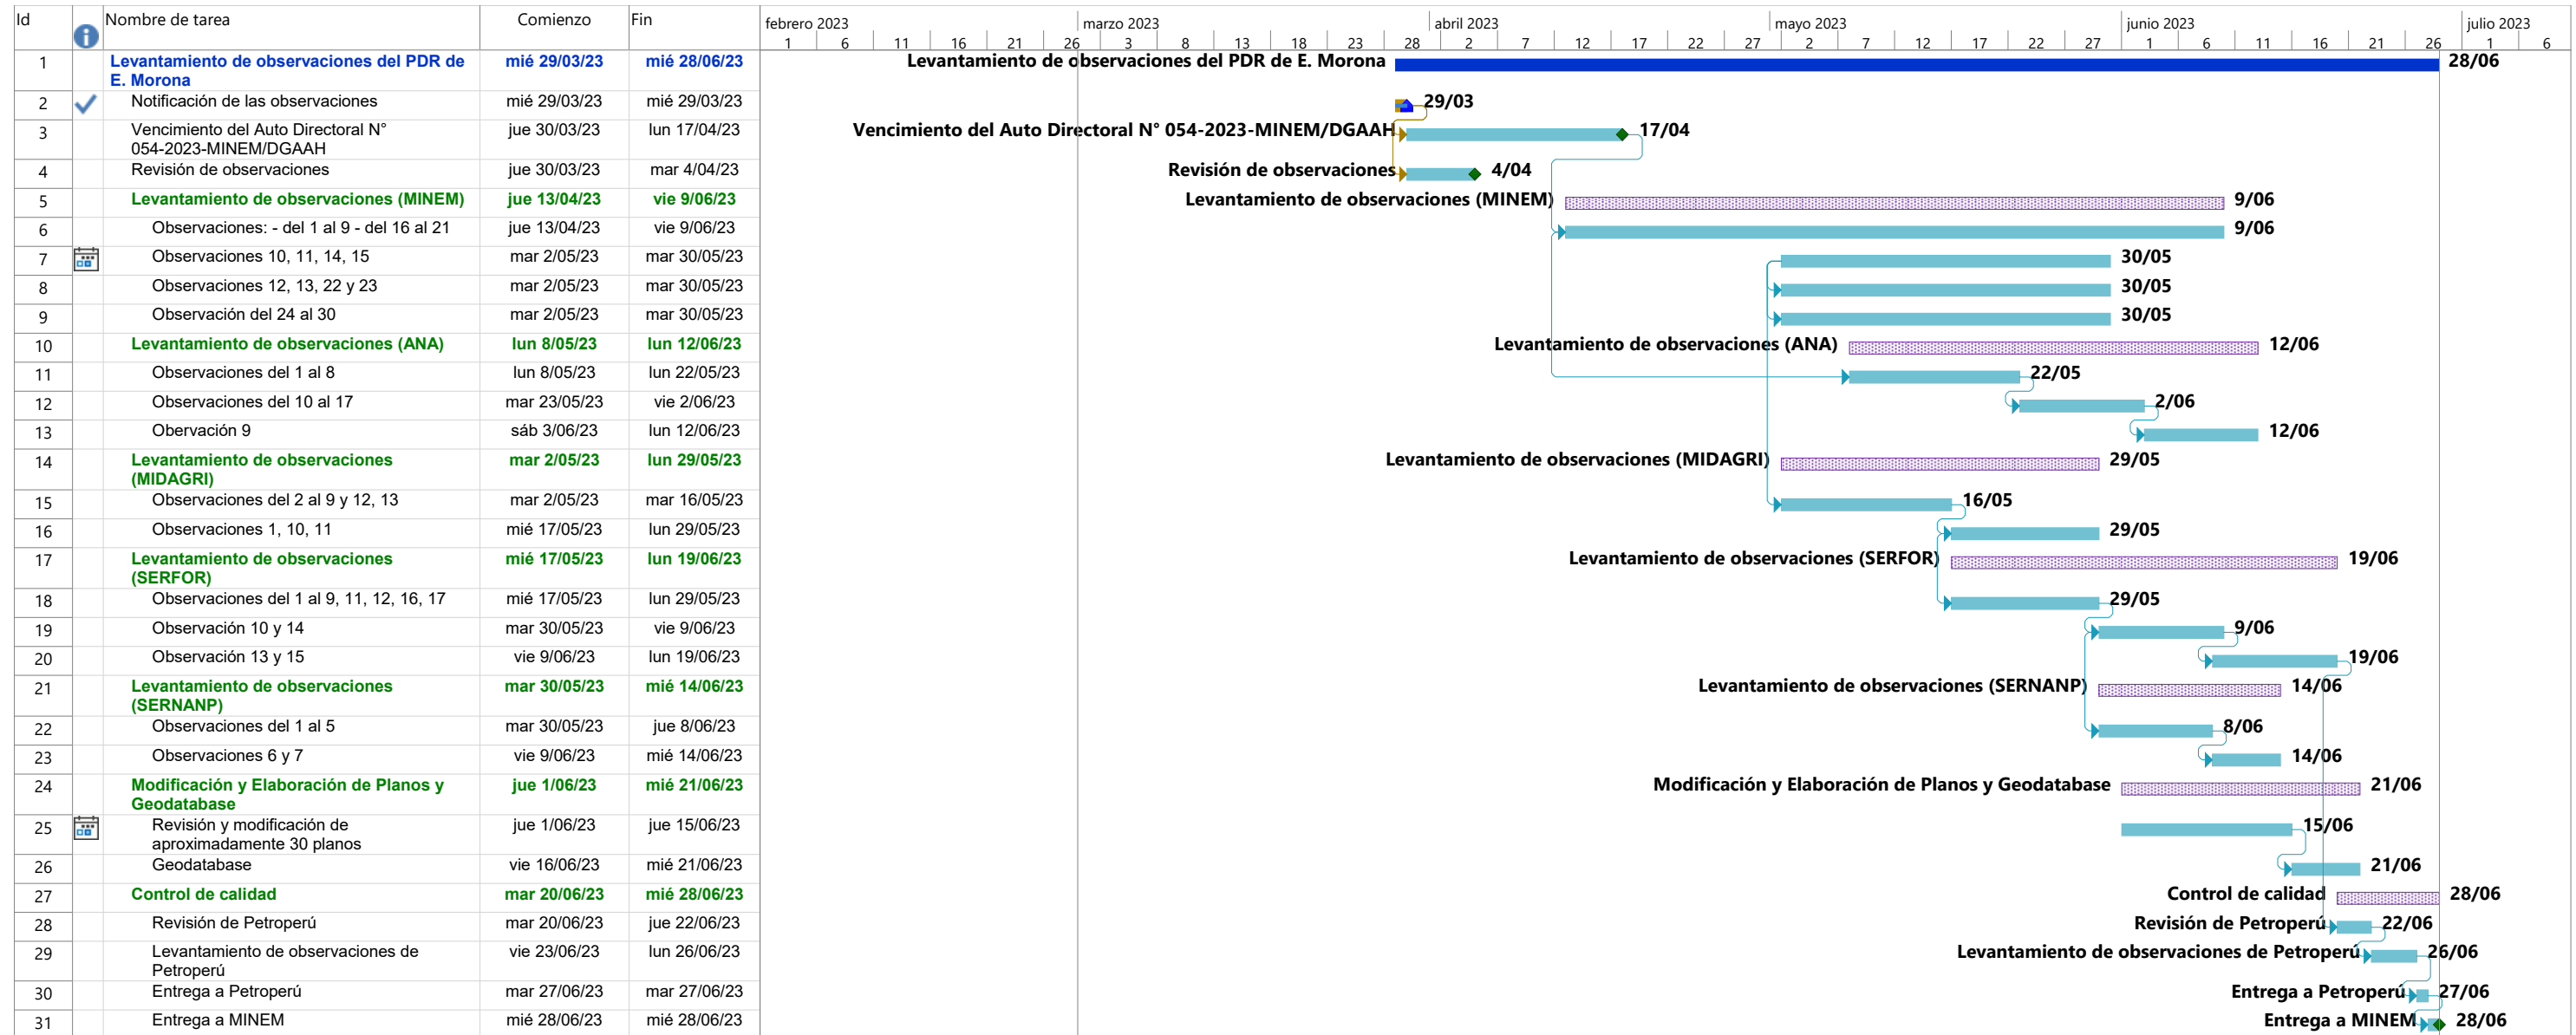 Id Nombre de tarea Comienzo Fin febrero 2023 marzo 2023 abril 2023 mayo 2023 junio 2023 julio 2023
1 6 11 16 21 26 3 8 13 18 23 28 2 7 12 17 22 27 2 7 12 17 22 27 1 6 11 16 21 26 1 6
1 Levantamiento de observaciones del PDR de mié 29/03/23 mié 28/06/23 Levantamiento de observaciones del PDR de E. Morona 28/06
E. Morona
2 Notificación de las observaciones mié 29/03/23 mié 29/03/23 29/03
3 Vencimiento del Auto Directoral N° jue 30/03/23 lun 17/04/23 Vencimiento del Auto Directoral N° 054-2023-MINEM/DGAAH 17/04
054-2023-MINEM/DGAAH
4 Revisión de observaciones jue 30/03/23 mar 4/04/23 Revisión de observaciones 4/04
5 Levantamiento de observaciones (MINEM) jue 13/04/23 vie 9/06/23 Levantamiento de observaciones (MINEM) 9/06
6 Observaciones: - del 1 al 9 - del 16 al 21 jue 13/04/23 vie 9/06/23 9/06
7 Observaciones 10, 11, 14, 15 mar 2/05/23 mar 30/05/23 30/05
8 Observaciones 12, 13, 22 y 23 mar 2/05/23 mar 30/05/23 30/05
9 Observación del 24 al 30 mar 2/05/23 mar 30/05/23 30/05
10 Levantamiento de observaciones (ANA) lun 8/05/23 lun 12/06/23 Levantamiento de observaciones (ANA) 12/06
11 Observaciones del 1 al 8 lun 8/05/23 lun 22/05/23 22/05
12 Observaciones del 10 al 17 mar 23/05/23 vie 2/06/23 2/06
13 Obervación 9 sáb 3/06/23 lun 12/06/23 12/06
14 Levantamiento de observaciones mar 2/05/23 lun 29/05/23 Levantamiento de observaciones (MIDAGRI) 29/05
(MIDAGRI)
15 Observaciones del 2 al 9 y 12, 13 mar 2/05/23 mar 16/05/23 16/05
16 Observaciones 1, 10, 11 mié 17/05/23 lun 29/05/23 29/05
17 Levantamiento de observaciones mié 17/05/23 lun 19/06/23 Levantamiento de observaciones (SERFOR) 19/06
(SERFOR)
18 Observaciones del 1 al 9, 11, 12, 16, 17 mié 17/05/23 lun 29/05/23 29/05
19 Observación 10 y 14 mar 30/05/23 vie 9/06/23 9/06
20 Observación 13 y 15 vie 9/06/23 lun 19/06/23 19/06
21 Levantamiento de observaciones mar 30/05/23 mié 14/06/23 Levantamiento de observaciones (SERNANP) 14/06
(SERNANP)
22 Observaciones del 1 al 5 mar 30/05/23 jue 8/06/23 8/06
23 Observaciones 6 y 7 vie 9/06/23 mié 14/06/23 14/06
24 Modificación y Elaboración de Planos y jue 1/06/23 mié 21/06/23 Modificación y Elaboración de Planos y Geodatabase 21/06
Geodatabase
25 Revisión y modificación de jue 1/06/23 jue 15/06/23 15/06
aproximadamente 30 planos
26 Geodatabase vie 16/06/23 mié 21/06/23 21/06
27 Control de calidad mar 20/06/23 mié 28/06/23 Control de calidad 28/06
28 Revisión de Petroperú mar 20/06/23 jue 22/06/23 Revisión de Petroperú 22/06
29 Levantamiento de observaciones de vie 23/06/23 lun 26/06/23 Levantamiento de observaciones de Petroperú 26/06
Petroperú
30 Entrega a Petroperú mar 27/06/23 mar 27/06/23 Entrega a Petroperú 27/06
31 Entrega a MINEM mié 28/06/23 mié 28/06/23 Entrega a MINEM 28/06